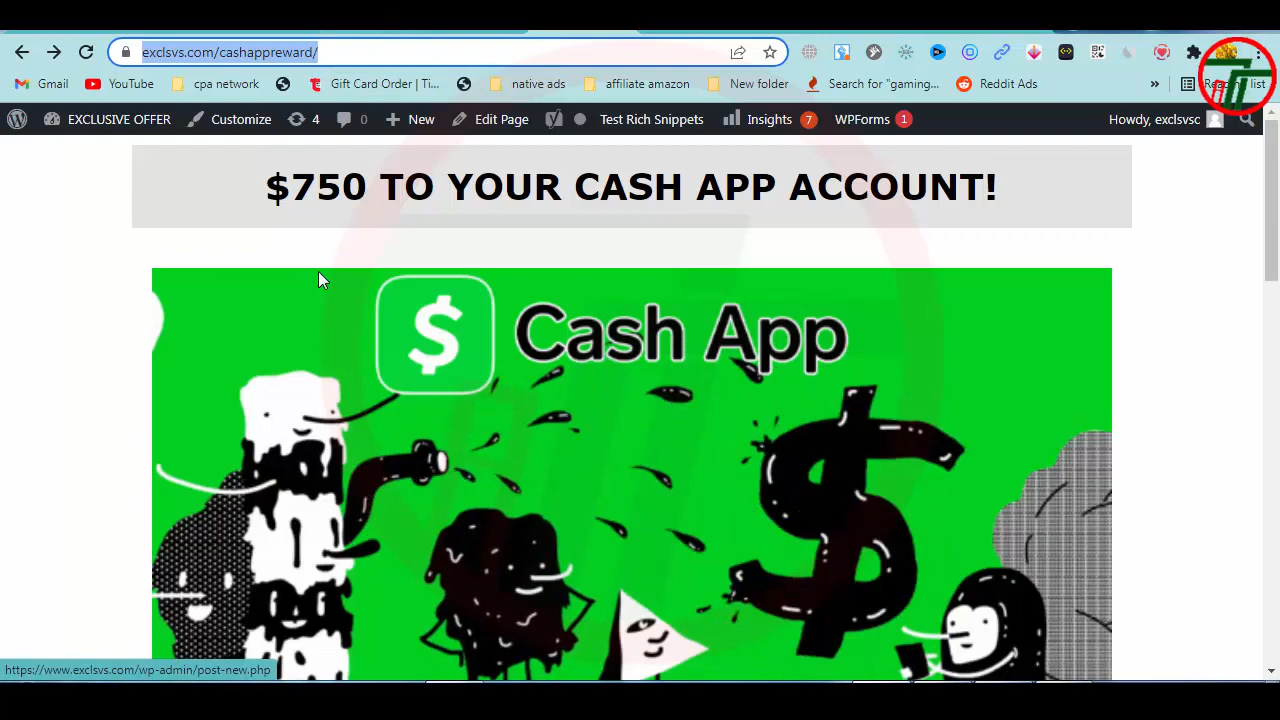 exclsvs.com/cashappreward/
Gmail YouTube cpa network Gift Card Order | Ti... native ads affiliate amazon New folder Search for "gaming... Reddit Ads » Reading list
EXCLUSIVE OFFER Customize 4 0 New Edit Page Test Rich Snippets Insights 7 WPForms 1 Howdy, exclsvsc
$750 TO YOUR CASH APP ACCOUNT!
$ Cash App
https://www.exclsvs.com/wp-admin/post-new.php